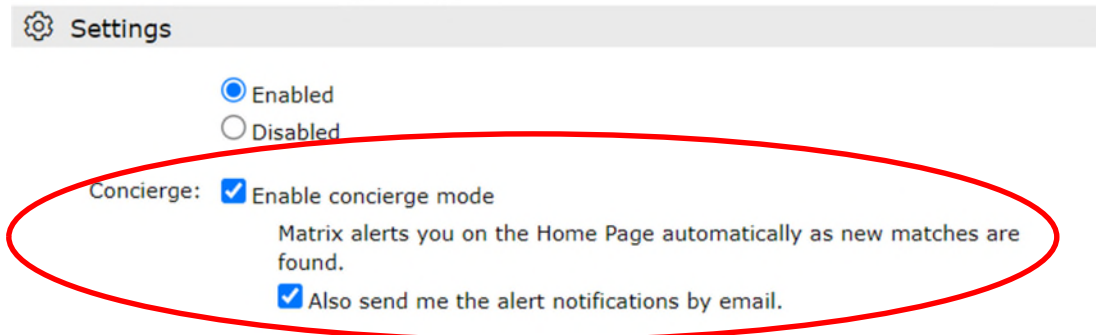 Settings
Enabled
Disabled
Concierge: Enable concierge mode
Matrix alerts you on the Home Page automatically as new matches are
found.
Also send me the alert notifications by email.